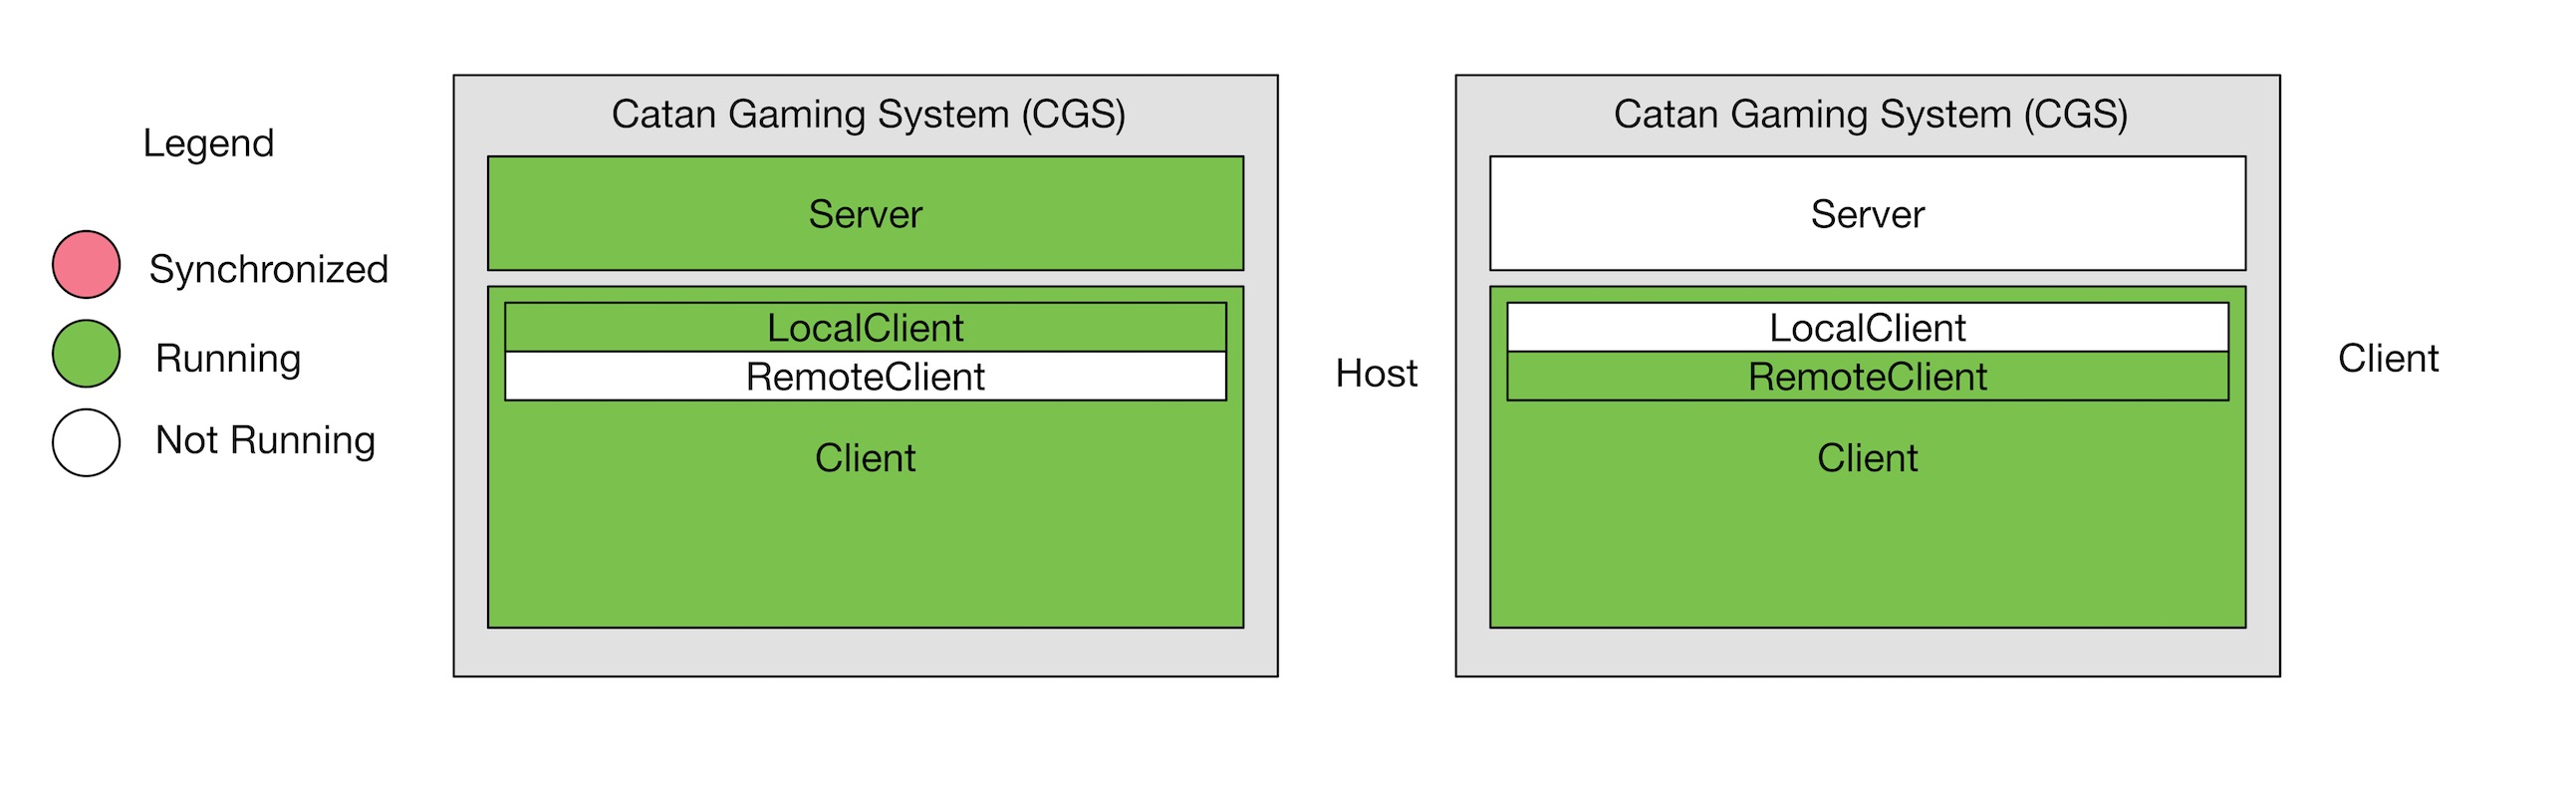 Legend
Synchronized
Running
Not Running
Catan Gaming System (CGS)
Server
LocalClient
RemoteClient
Client
Host
Catan Gaming System (CGS)
Server
LocalClient
RemoteClient
Client
Client